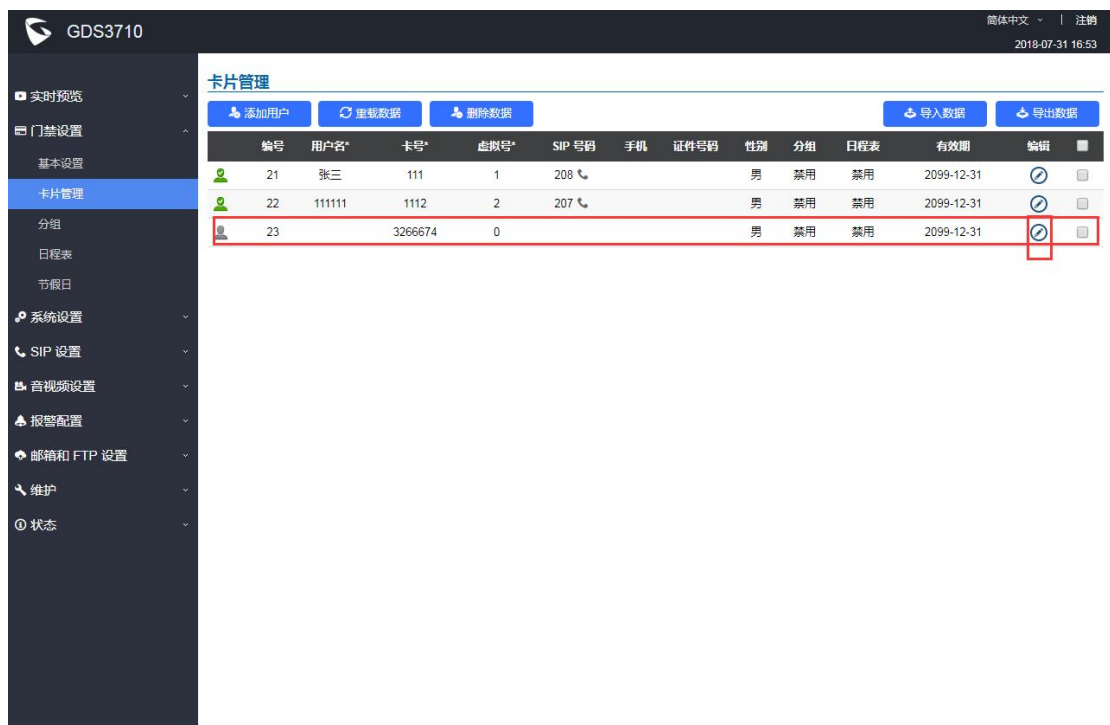 GDS3710
简体中文 | 注销
2018-07-31 16:53
实时预览
门禁设置
基本设置
卡片管理
分组
日程表
节假日
系统设置
SIP 设置
音视频设置
报警配置
邮箱和 FTP 设置
维护
状态
卡片管理
添加用户 重载数据 删除数据 导入数据 导出数据
编号 用户名* 卡号* 虚拟号* SIP 号码 手机 证件号码 性别 分组 日程表 有效期 编辑
21 张三 111 1 208 男 禁用 禁用 2099-12-31
22 111111 1112 2 207 男 禁用 禁用 2099-12-31
23 3266674 0 男 禁用 禁用 2099-12-31